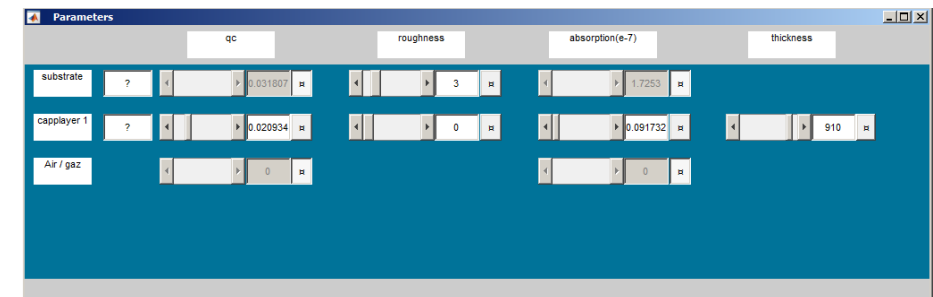 Parameters
qc roughness absorption(e-7) thickness
substrate ? 0.031807 ¤ 3 ¤ 1.7253 ¤
capplayer 1 ? 0.020934 ¤ 0 ¤ 0.091732 ¤ 910 ¤
Air / gaz 0 ¤ 0 ¤